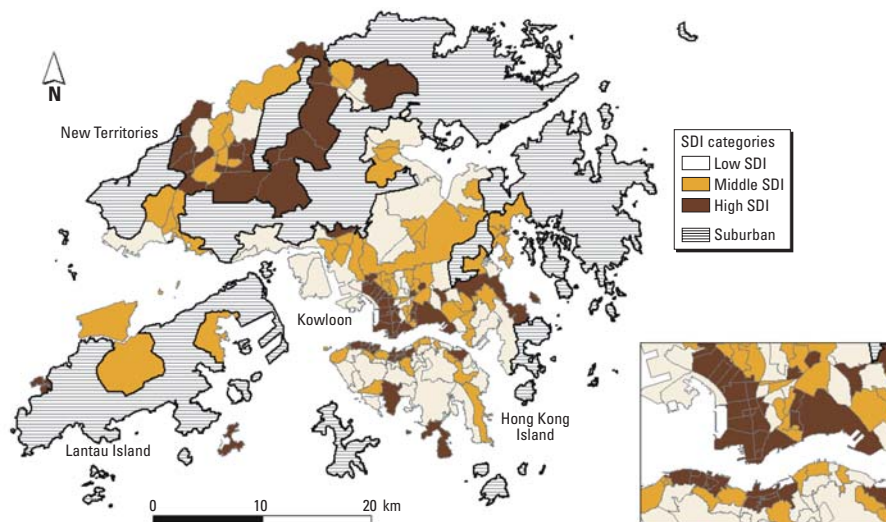 N
New Territories
SDI categories
Low SDI
Middle SDI
High SDI
Suburban
Kowloon
Hong Kong
Island
Lantau Island
0 10 20 km